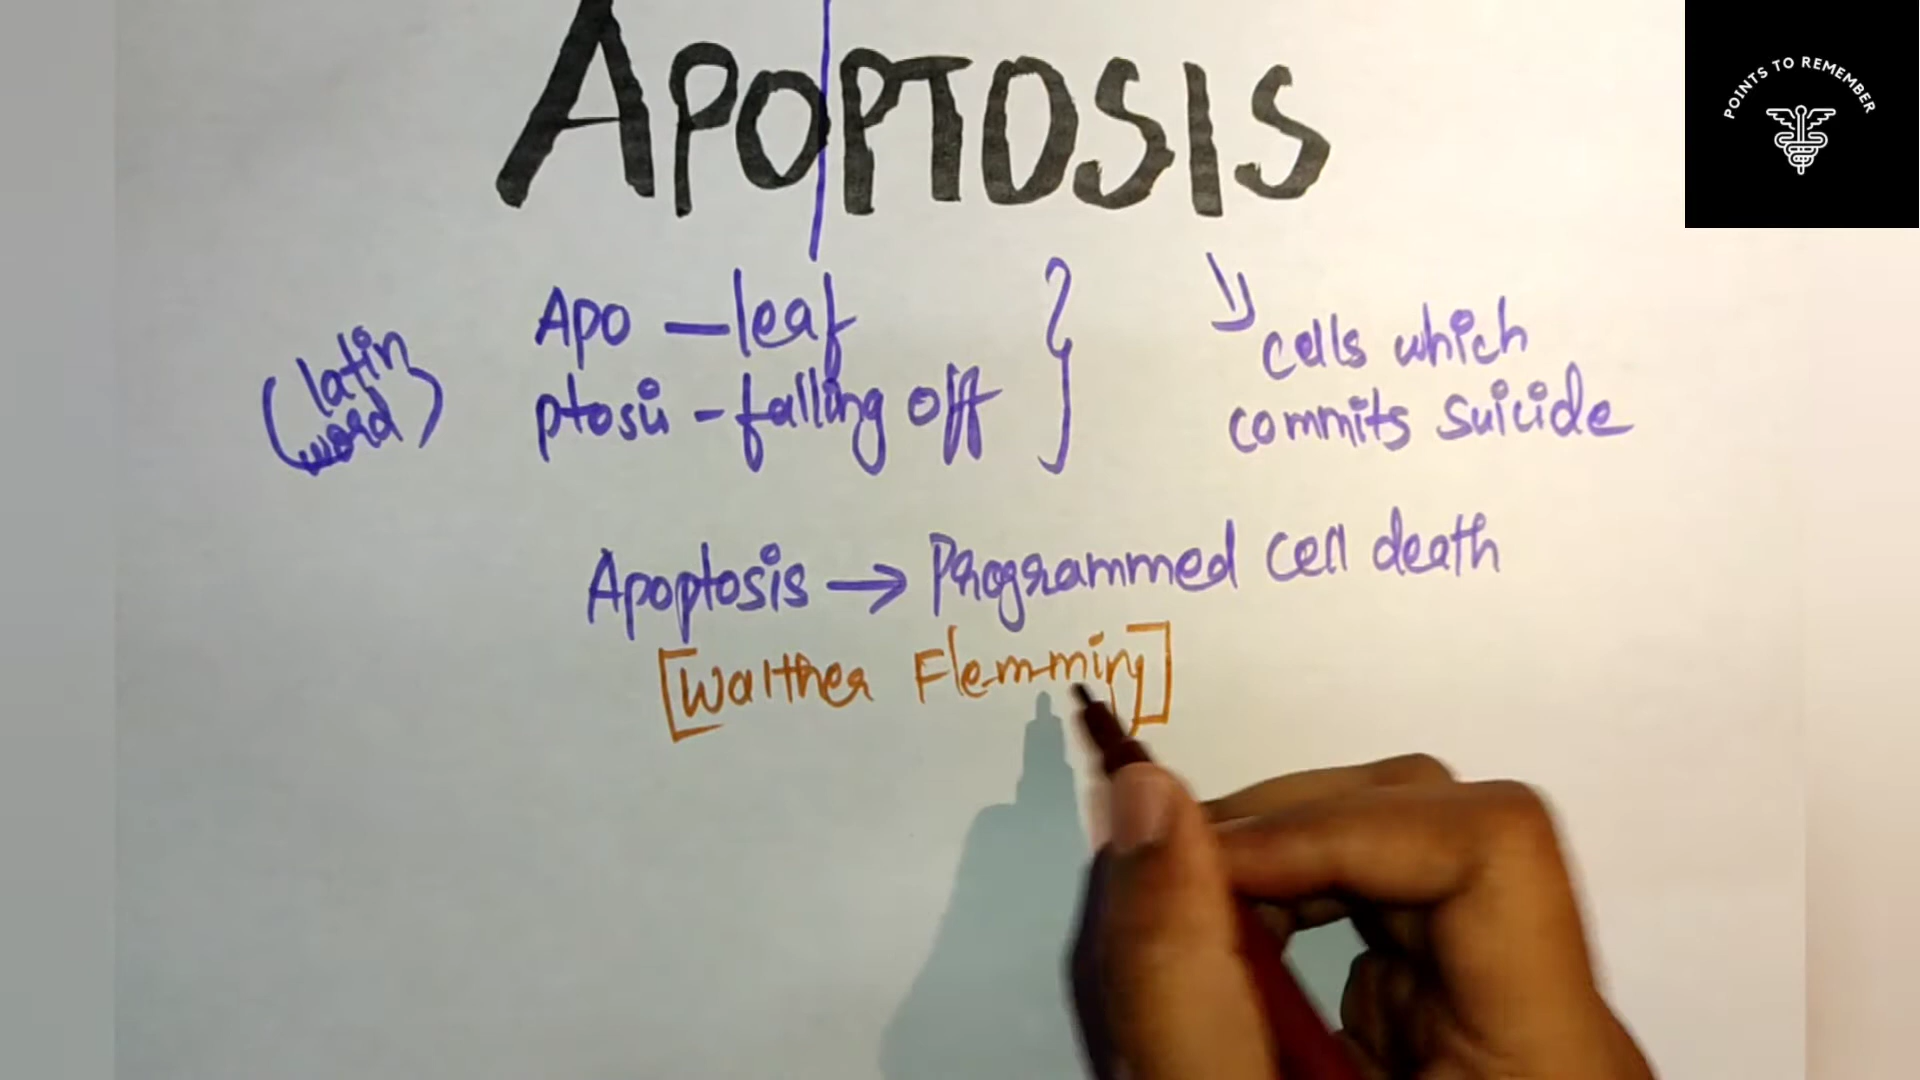 APOPTOSIS
POINTS TO REMEMBER
(latin word)
Apo – leaf
ptosis – falling off
cells which
commits suicide
Apoptosis → Programmed cell death
[Walther Flemming]